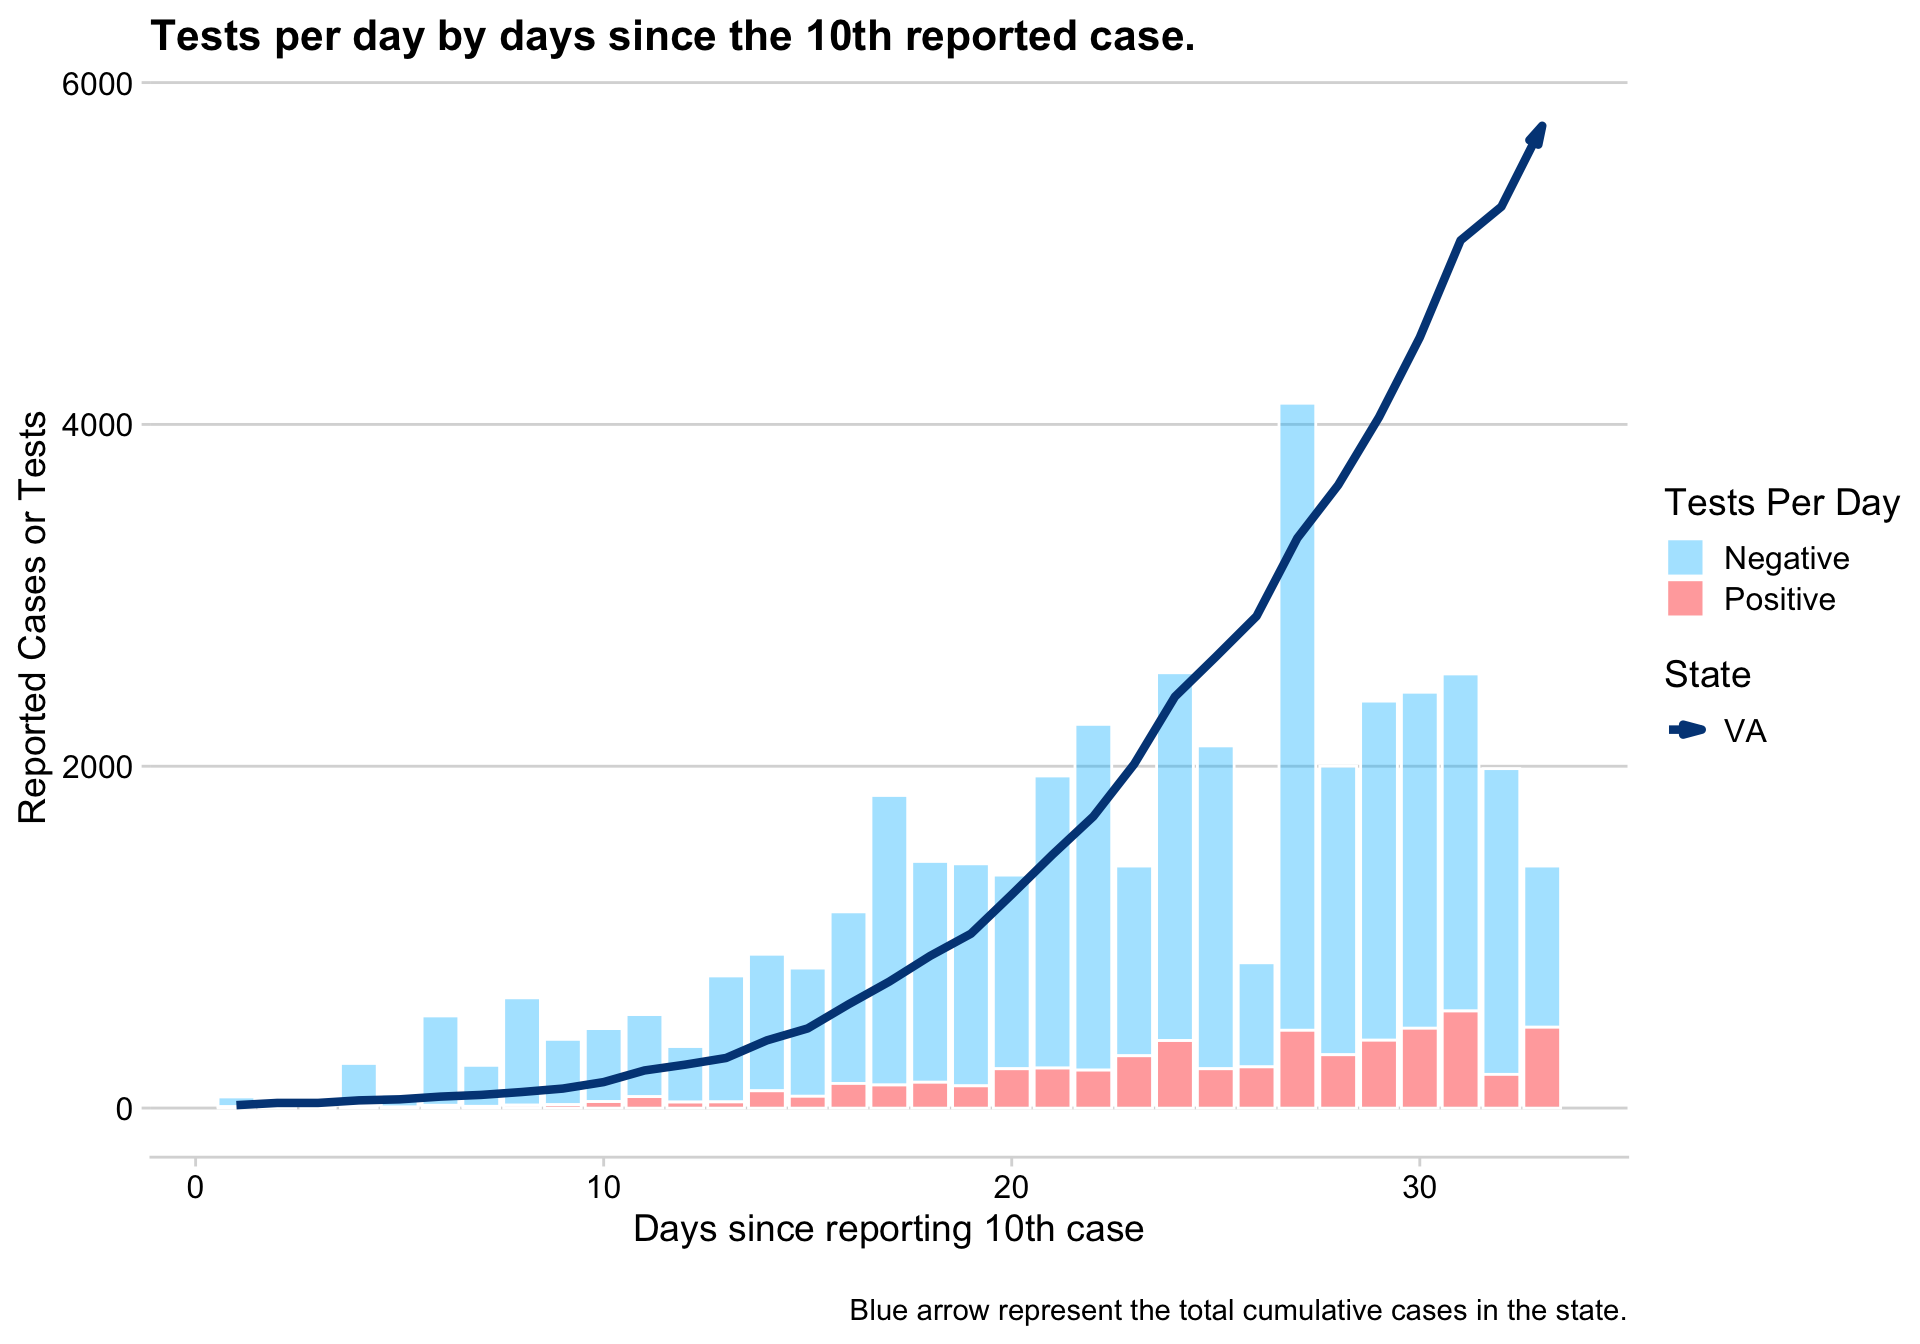 Tests per day by days since the 10th reported case.
6000
4000
2000
0
Reported Cases or Tests
0 10 20 30
Days since reporting 10th case
Tests Per Day
Negative
Positive
State
VA
Blue arrow represent the total cumulative cases in the state.